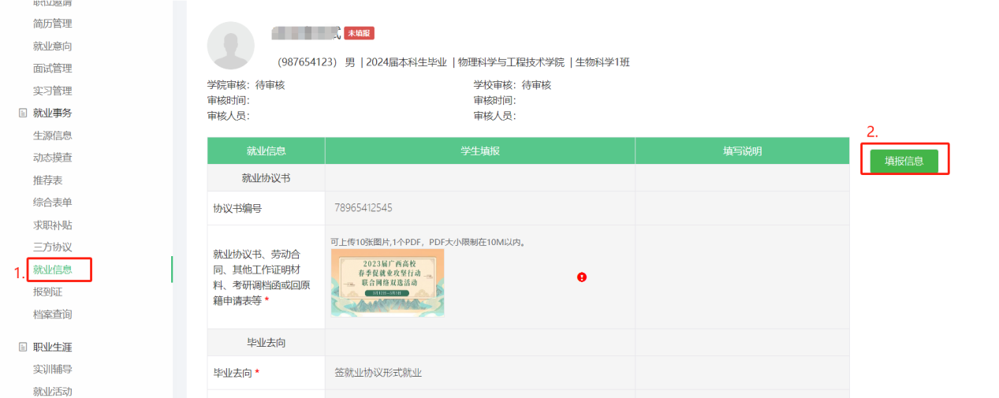 职位邀请
简历管理
就业意向
面试管理
实习管理
就业事务
生源信息
动态摸查
推荐表
综合表单
求职补贴
三方协议
1.
就业信息
报到证
档案查询
职业生涯
实训辅导
就业活动
未填报
（987654123） 男 | 2024届本科生毕业 | 物理科学与工程技术学院 | 生物科学1班
学院审核：待审核
学校审核：待审核
审核时间：
审核时间：
审核人员：
审核人员：
2.
填报信息
就业信息 学生填报 填写说明
就业协议书
协议书编号 78965412545
可上传10张图片,1个PDF，PDF大小限制在10M以内。
就业协议书、劳动合
同、其他工作证明材
料、考研调档函或回原
籍申请表等 *
2023届广西高校
春季促就业攻坚行动
联合网络双选活动
毕业去向
毕业去向 * 签就业协议形式就业